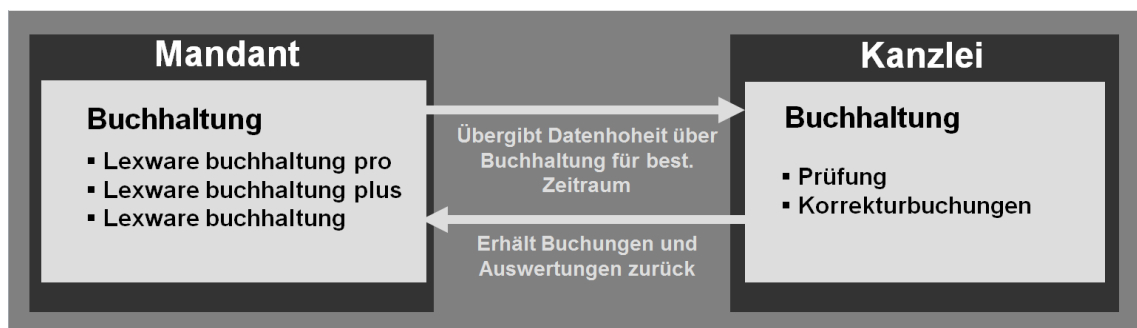 Mandant
Buchhaltung
▪ Lexware buchhaltung pro
▪ Lexware buchhaltung plus
▪ Lexware buchhaltung
Übergibt Datenhoheit über
Buchhaltung für best.
Zeitraum
Erhält Buchungen und
Auswertungen zurück
Kanzlei
Buchhaltung
▪ Prüfung
▪ Korrekturbuchungen